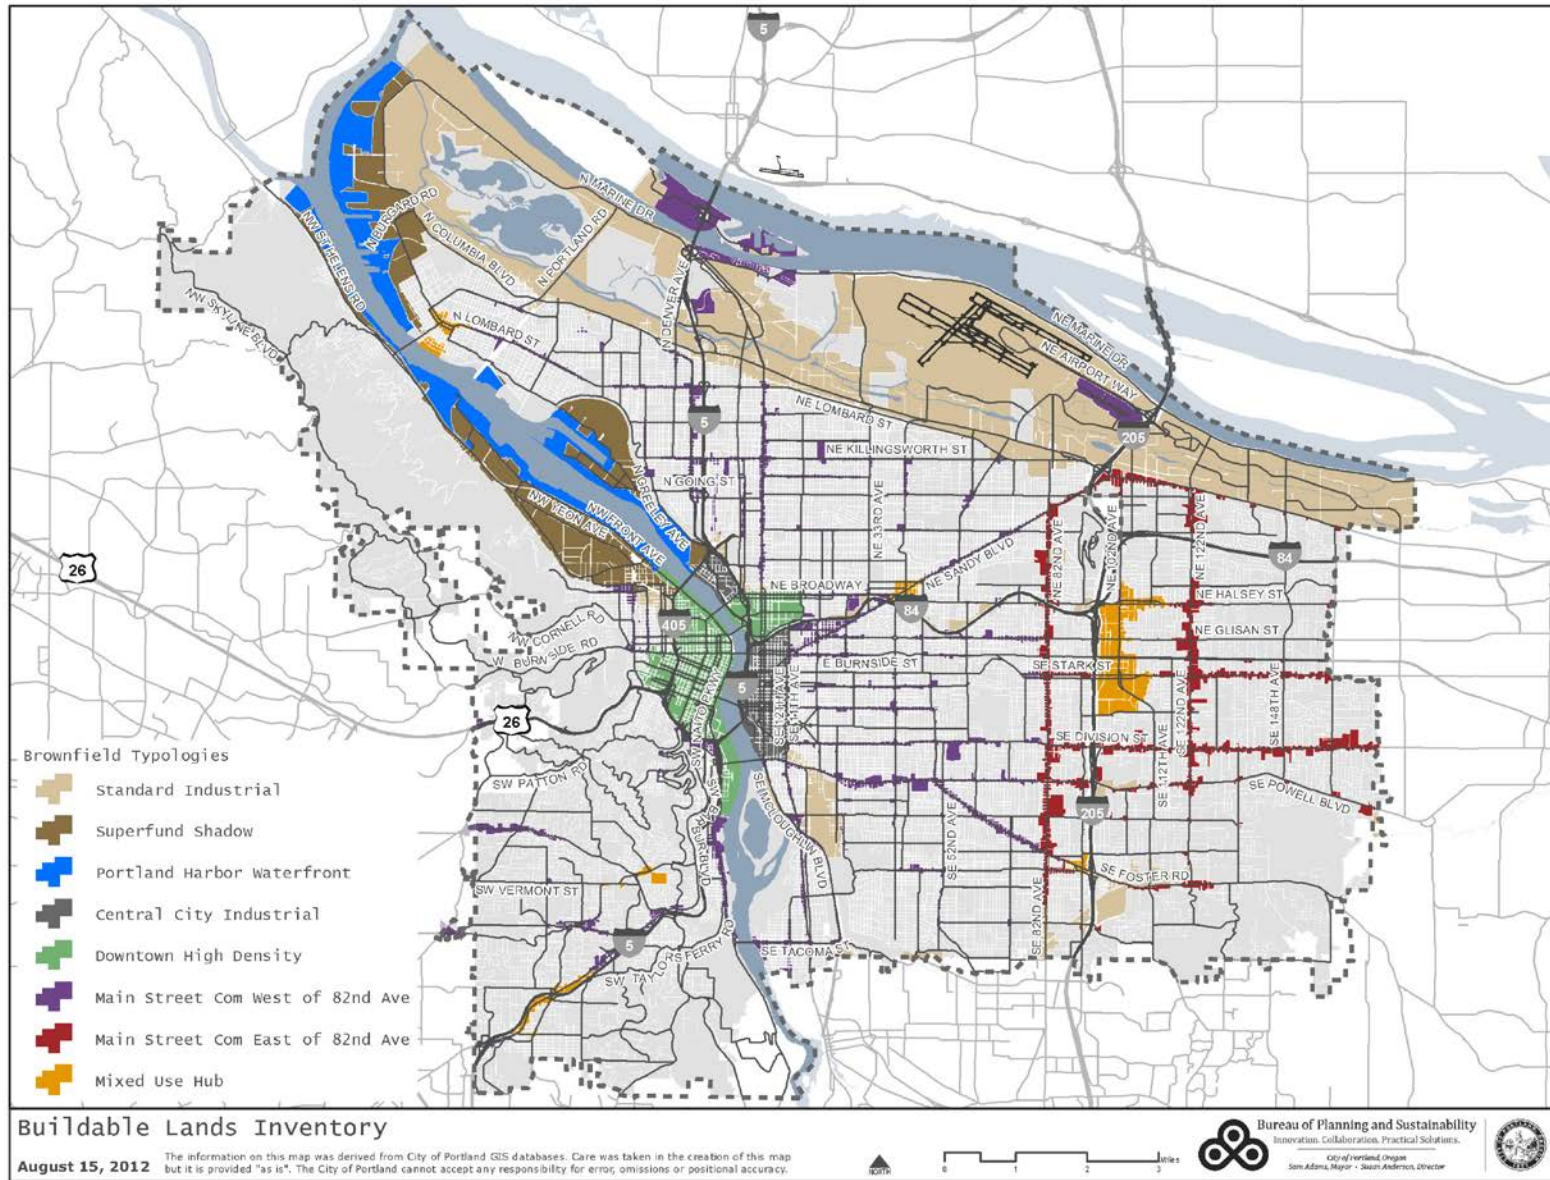 5
N MARINE DR
N BURGARD RD
N COLUMBIA BLVD
N PORTLAND RD
NW ST HELENS RD
N DENVER AVE
NW SKYLINE BLVD
N LOMBARD ST
NE MARINE DR
NE AIRPORT WAY
NE LOMBARD ST
5
205
NE KILLINGSWORTH ST
N GOING ST
N GREELEY AVE
NW YEON AVE
NW FRONT AVE
NE 33RD AVE
NE SANDY BLVD
NE 82ND AVE
NE 102ND AVE
NE 122ND AVE
84
26
NE BROADWAY
84
NE HALSEY ST
405
NW CORNELL RD
W BURNSIDE RD
NE GLISAN ST
E BURNSIDE ST
SE STARK ST
5
26
SW NAITO PKWY
SE 12TH AVE
SE 11TH AVE
SE DIVISION ST
SE 112TH AVE
SE 122ND AVE
SE 148TH AVE
SW PATTON RD
SE MCLOUGHLIN BLVD
SE 52ND AVE
205
SE POWELL BLVD
SW VERMONT ST
SE FOSTER RD
SE 82ND AVE
5
SW TAYLORS FERRY RD
SE TACOMA ST
Brownfield Typologies
Standard Industrial
Superfund Shadow
Portland Harbor Waterfront
Central City Industrial
Downtown High Density
Main Street Com West of 82nd Ave
Main Street Com East of 82nd Ave
Mixed Use Hub
Buildable Lands Inventory
August 15, 2012
The information on this map was derived from City of Portland GIS databases. Care was taken in the creation of this map
but it is provided "as is". The City of Portland cannot accept any responsibility for error, omissions or positional accuracy.
NORTH
0 1 2 3 Miles
Bureau of Planning and Sustainability
Innovation. Collaboration. Practical Solutions.
City of Portland, Oregon
Sam Adams, Mayor • Susan Anderson, Director